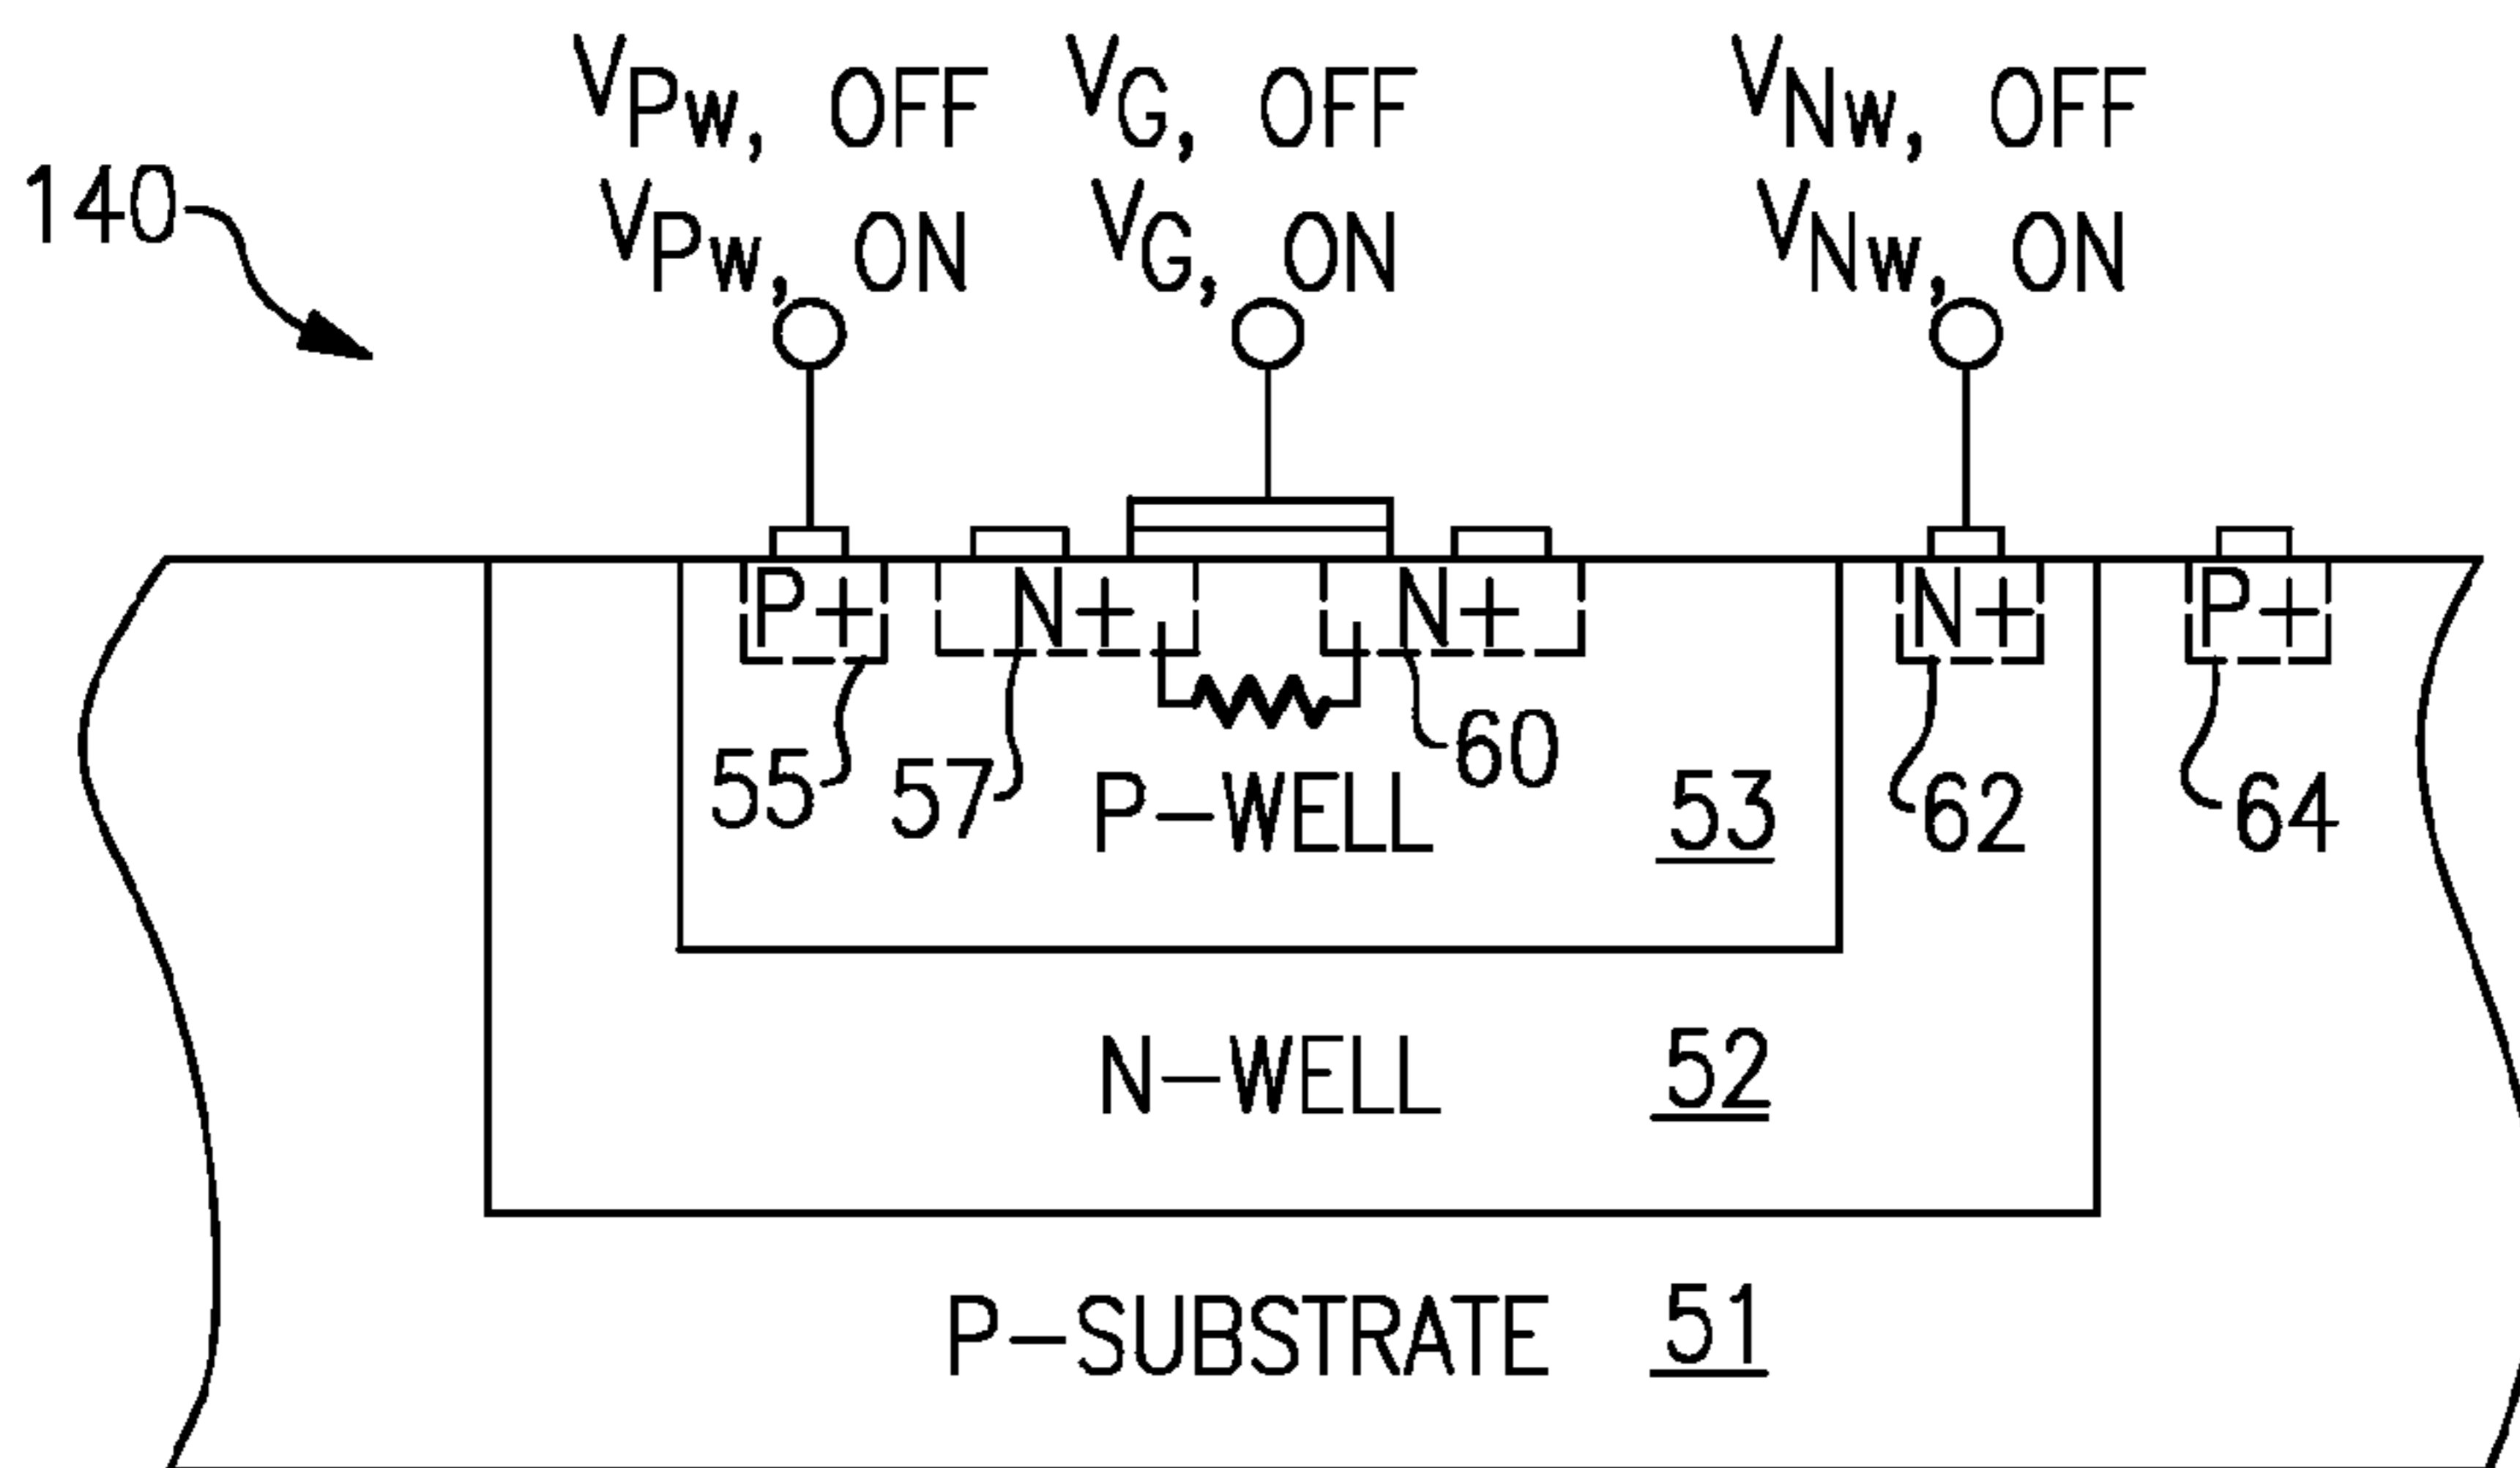 VPW, OFF VG, OFF VNW, OFF
VPW, ON VG, ON VNW, ON
140
P+ N+ N+ N+ P+
55 57 60 62 64
P-WELL 53
N-WELL 52
P-SUBSTRATE 51